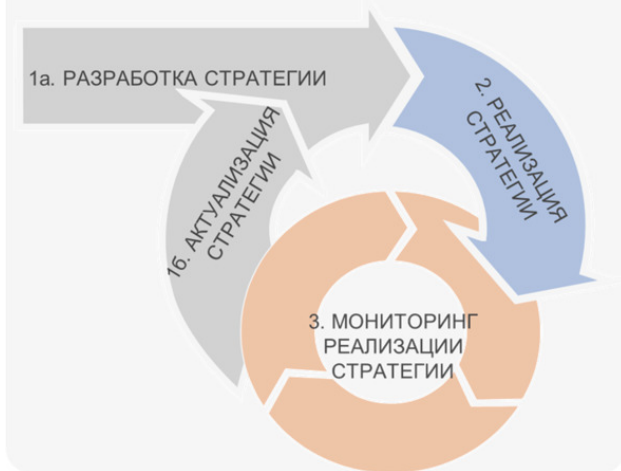 1а. РАЗРАБОТКА СТРАТЕГИИ
2. РЕАЛИЗАЦИЯ
СТРАТЕГИИ
1б. АКТУАЛИЗАЦИЯ
СТРАТЕГИИ
3. МОНИТОРИНГ
РЕАЛИЗАЦИИ
СТРАТЕГИИ